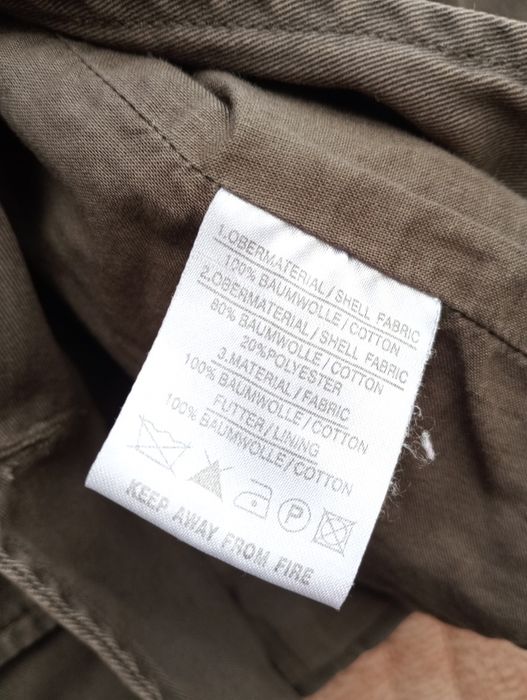 1.OBERMATERIAL/SHELL FABRIC
100% BAUMWOLLE/COTTON
2.OBERMATERIAL/SHELL FABRIC
80% BAUMWOLLE/COTTON
20%POLYESTER
3.MATERIAL/FABRIC
100% BAUMWOLLE/COTTON
FUTTER/LINING
100% BAUMWOLLE/COTTON
P
KEEP AWAY FROM FIRE